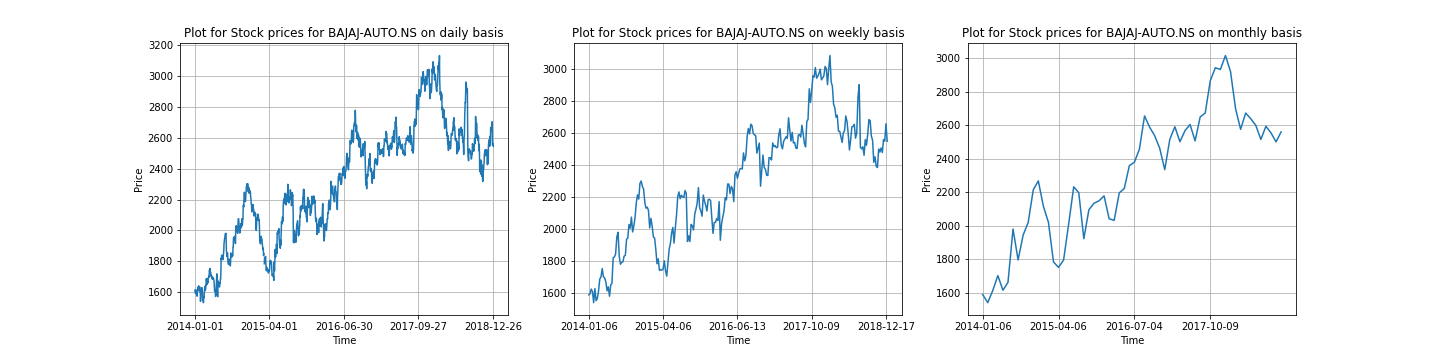 Plot for Stock prices for BAJAJ-AUTO.NS on daily basis
Price
3200
3000
2800
2600
2400
2200
2000
1800
1600
2014-01-01 2015-04-01 2016-06-30 2017-09-27 2018-12-26
Time
Plot for Stock prices for BAJAJ-AUTO.NS on weekly basis
Price
3000
2800
2600
2400
2200
2000
1800
1600
2014-01-06 2015-04-06 2016-06-13 2017-10-09 2018-12-17
Time
Plot for Stock prices for BAJAJ-AUTO.NS on monthly basis
Price
3000
2800
2600
2400
2200
2000
1800
1600
2014-01-06 2015-04-06 2016-07-04 2017-10-09
Time